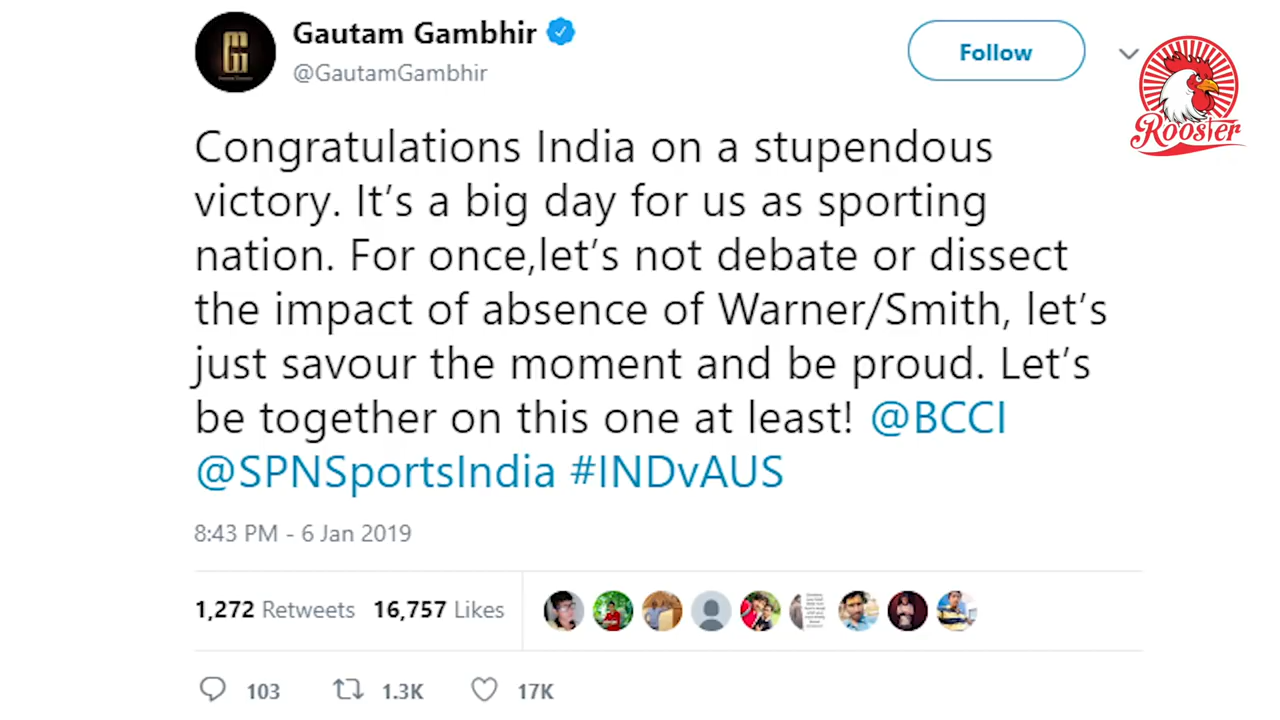 Gautam Gambhir
@GautamGambhir
Follow
Rooster
Congratulations India on a stupendous
victory. It’s a big day for us as sporting
nation. For once,let’s not debate or dissect
the impact of absence of Warner/Smith, let’s
just savour the moment and be proud. Let’s
be together on this one at least! @BCCI
@SPNSportsIndia #INDvAUS
8:43 PM - 6 Jan 2019
1,272 Retweets 16,757 Likes
103 1.3K 17K